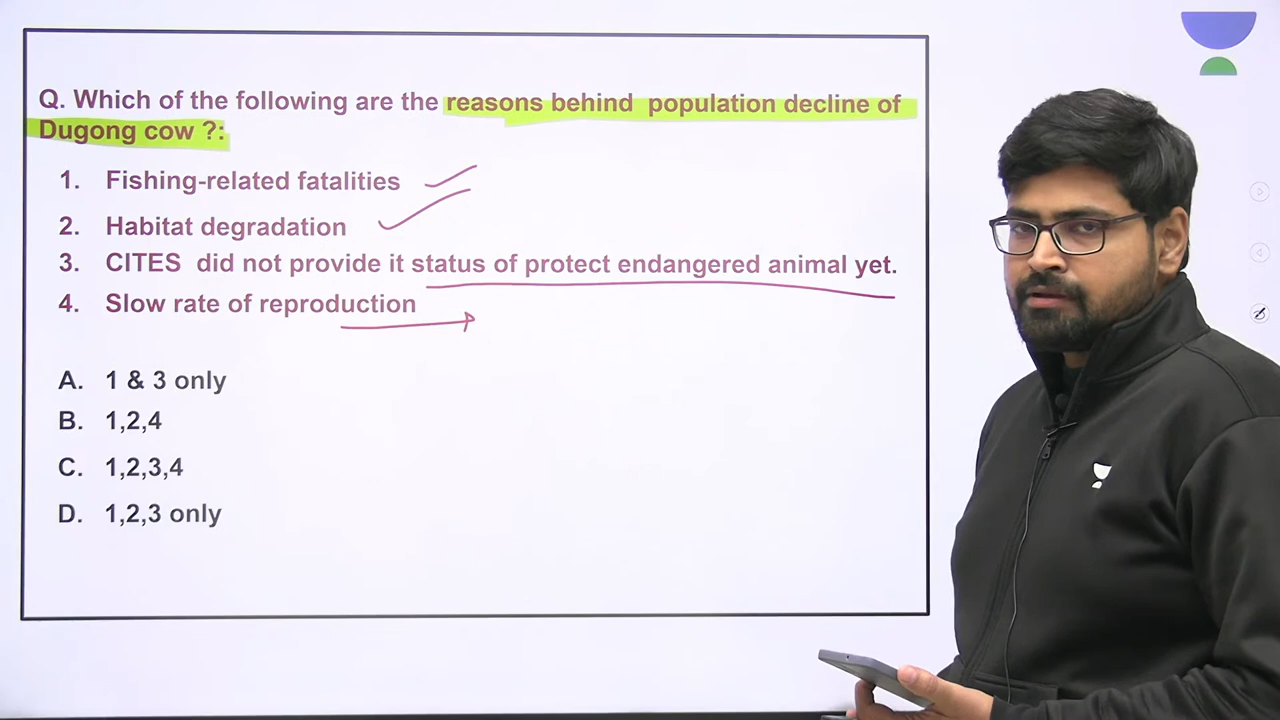 Q. Which of the following are the reasons behind population decline of
Dugong cow ?:
1. Fishing-related fatalities
2. Habitat degradation
3. CITES did not provide it status of protect endangered animal yet.
4. Slow rate of reproduction
A. 1 & 3 only
B. 1,2,4
C. 1,2,3,4
D. 1,2,3 only